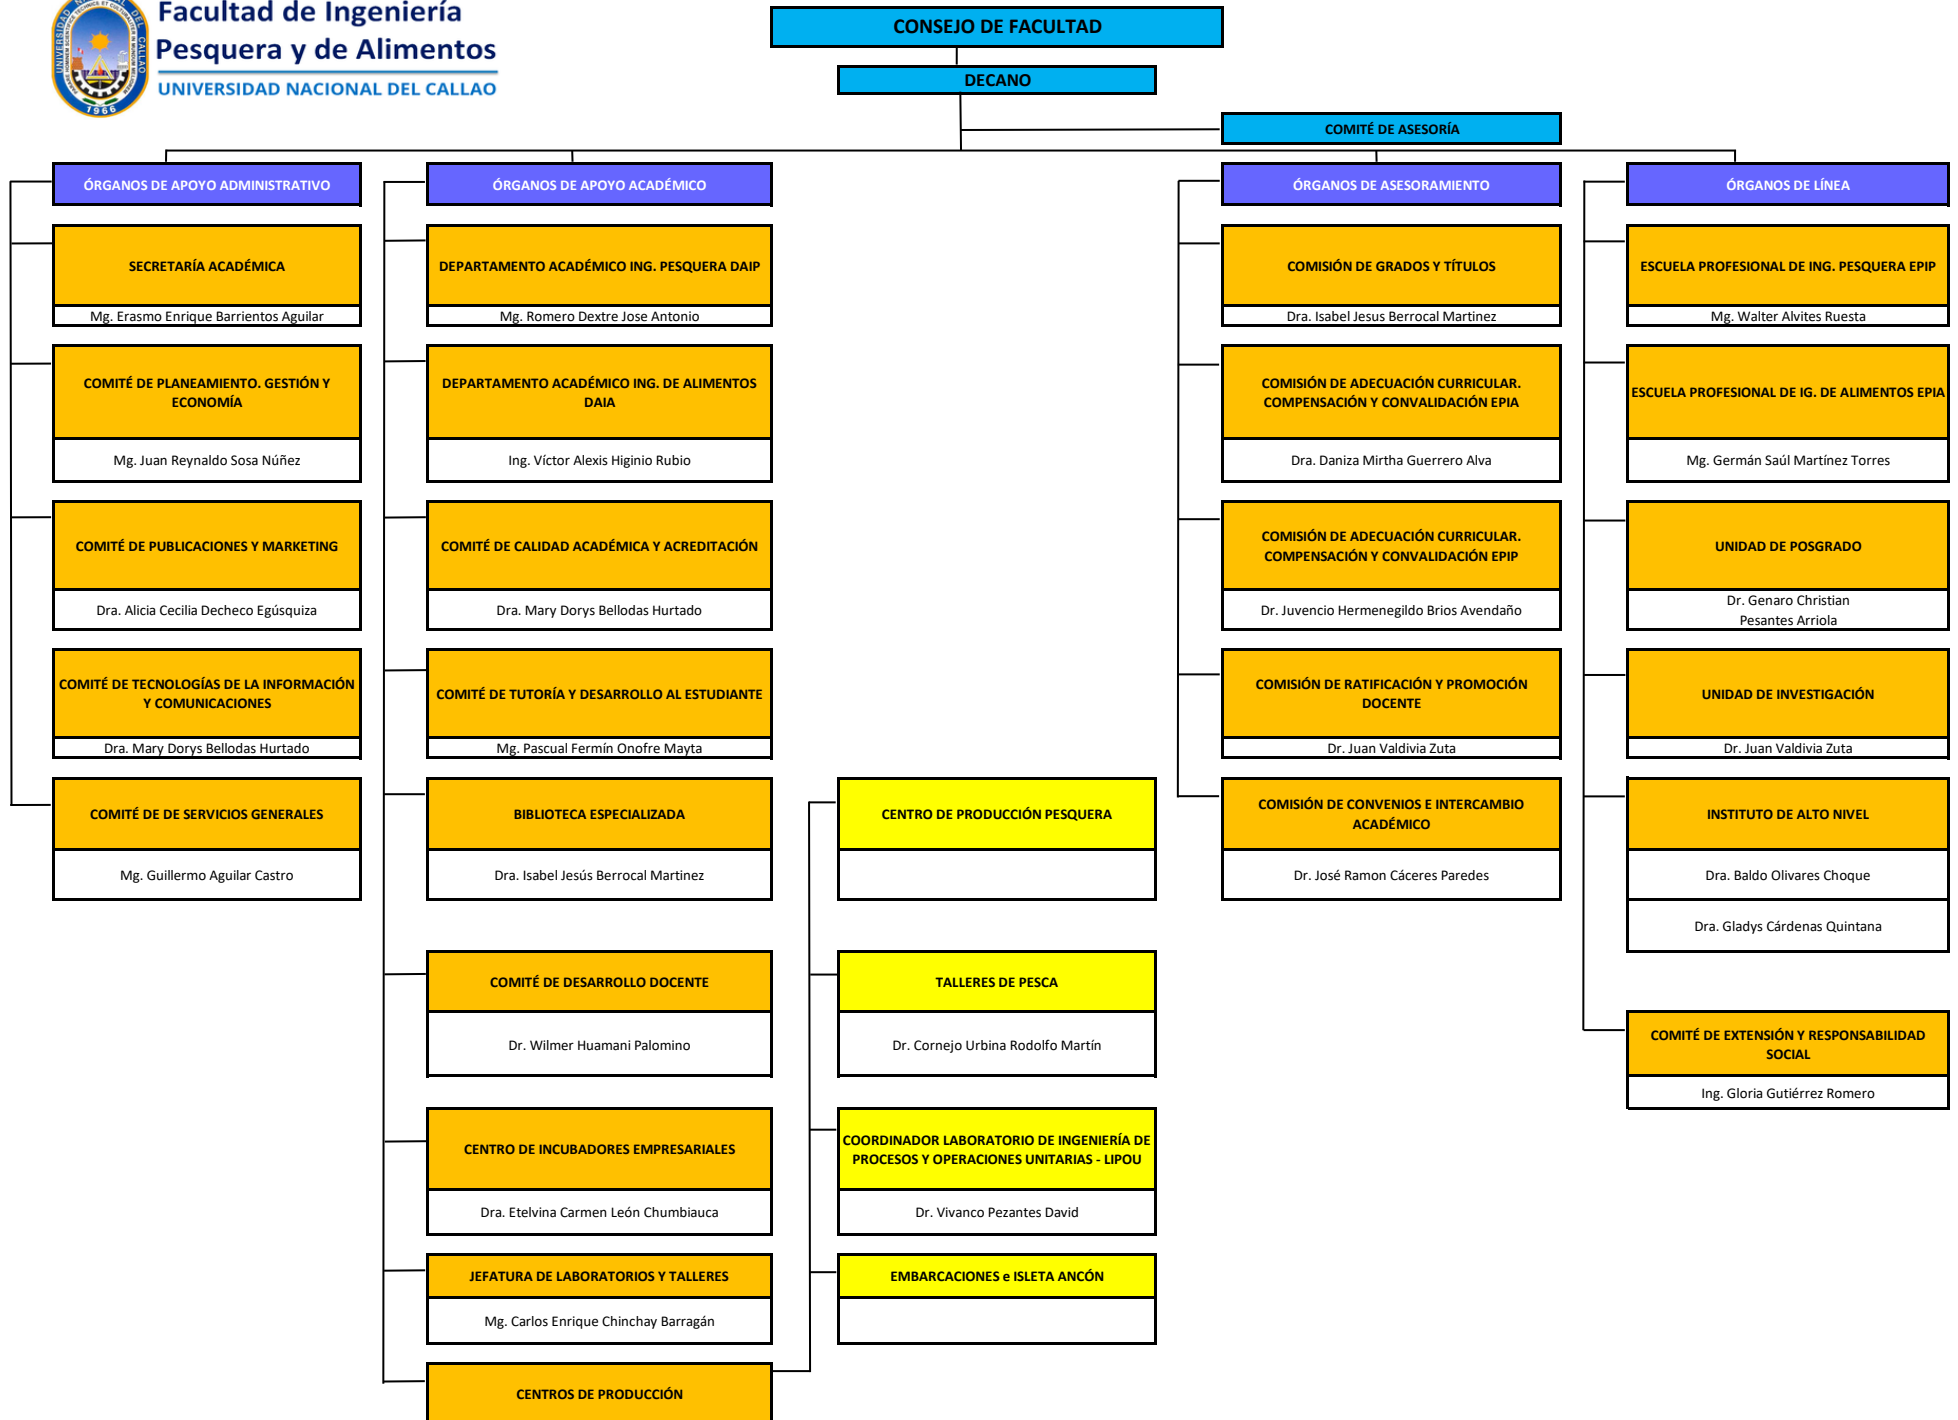 Facultad de Ingeniería
Pesquera y de Alimentos
UNIVERSIDAD NACIONAL DEL CALLAO
1966
CONSEJO DE FACULTAD
DECANO
COMITÉ DE ASESORÍA
ÓRGANOS DE APOYO ADMINISTRATIVO
SECRETARÍA ACADÉMICA
Mg. Erasmo Enrique Barrientos Aguilar
COMITÉ DE PLANEAMIENTO. GESTIÓN Y
ECONOMÍA
Mg. Juan Reynaldo Sosa Núñez
COMITÉ DE PUBLICACIONES Y MARKETING
Dra. Alicia Cecilia Decheco Egúsquiza
COMITÉ DE TECNOLOGÍAS DE LA INFORMACIÓN
Y COMUNICACIONES
Dra. Mary Dorys Bellodas Hurtado
COMITÉ DE DE SERVICIOS GENERALES
Mg. Guillermo Aguilar Castro
ÓRGANOS DE APOYO ACADÉMICO
DEPARTAMENTO ACADÉMICO ING. PESQUERA DAIP
Mg. Romero Dextre Jose Antonio
DEPARTAMENTO ACADÉMICO ING. DE ALIMENTOS
DAIA
Ing. Víctor Alexis Higinio Rubio
COMITÉ DE CALIDAD ACADÉMICA Y ACREDITACIÓN
Dra. Mary Dorys Bellodas Hurtado
COMITÉ DE TUTORÍA Y DESARROLLO AL ESTUDIANTE
Mg. Pascual Fermín Onofre Mayta
BIBLIOTECA ESPECIALIZADA
Dra. Isabel Jesús Berrocal Martinez
COMITÉ DE DESARROLLO DOCENTE
Dr. Wilmer Huamani Palomino
CENTRO DE INCUBADORES EMPRESARIALES
Dra. Etelvina Carmen León Chumbiauca
JEFATURA DE LABORATORIOS Y TALLERES
Mg. Carlos Enrique Chinchay Barragán
CENTROS DE PRODUCCIÓN
CENTRO DE PRODUCCIÓN PESQUERA
TALLERES DE PESCA
Dr. Cornejo Urbina Rodolfo Martín
COORDINADOR LABORATORIO DE INGENIERÍA DE
PROCESOS Y OPERACIONES UNITARIAS - LIPOU
Dr. Vivanco Pezantes David
EMBARCACIONES e ISLETA ANCÓN
ÓRGANOS DE ASESORAMIENTO
COMISIÓN DE GRADOS Y TÍTULOS
Dra. Isabel Jesus Berrocal Martinez
COMISIÓN DE ADECUACIÓN CURRICULAR.
COMPENSACIÓN Y CONVALIDACIÓN EPIA
Dra. Daniza Mirtha Guerrero Alva
COMISIÓN DE ADECUACIÓN CURRICULAR.
COMPENSACIÓN Y CONVALIDACIÓN EPIP
Dr. Juvencio Hermenegildo Brios Avendaño
COMISIÓN DE RATIFICACIÓN Y PROMOCIÓN
DOCENTE
Dr. Juan Valdivia Zuta
COMISIÓN DE CONVENIOS E INTERCAMBIO
ACADÉMICO
Dr. José Ramon Cáceres Paredes
ÓRGANOS DE LÍNEA
ESCUELA PROFESIONAL DE ING. PESQUERA EPIP
Mg. Walter Alvites Ruesta
ESCUELA PROFESIONAL DE IG. DE ALIMENTOS EPIA
Mg. Germán Saúl Martínez Torres
UNIDAD DE POSGRADO
Dr. Genaro Christian
Pesantes Arriola
UNIDAD DE INVESTIGACIÓN
Dr. Juan Valdivia Zuta
INSTITUTO DE ALTO NIVEL
Dra. Baldo Olivares Choque
Dra. Gladys Cárdenas Quintana
COMITÉ DE EXTENSIÓN Y RESPONSABILIDAD
SOCIAL
Ing. Gloria Gutiérrez Romero